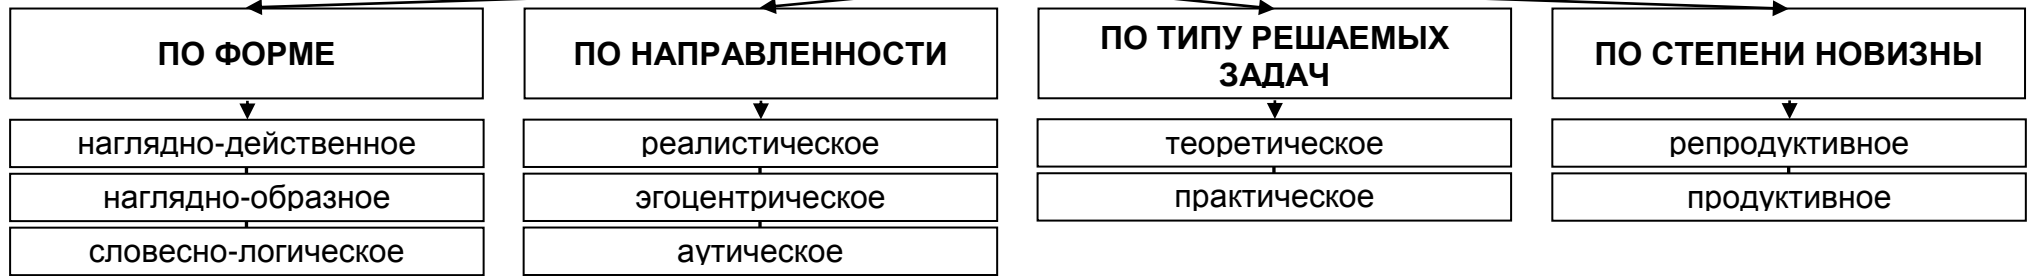 ПО ФОРМЕ
наглядно-действенное
наглядно-образное
словесно-логическое
ПО НАПРАВЛЕННОСТИ
реалистическое
эгоцентрическое
аутическое
ПО ТИПУ РЕШАЕМЫХ
ЗАДАЧ
теоретическое
практическое
ПО СТЕПЕНИ НОВИЗНЫ
репродуктивное
продуктивное